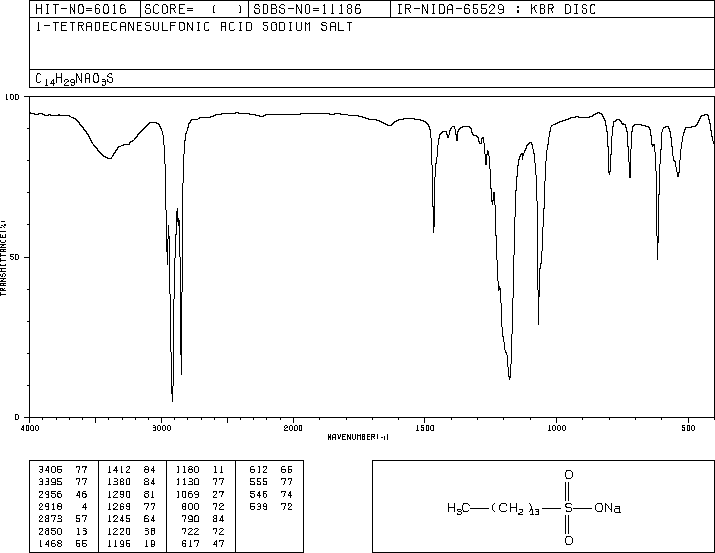 HIT-NO=6016 SCORE= ( ) SDBS-NO=11186 IR-NIDA-65529 : KBR DISC
1-TETRADECANESULFONIC ACID SODIUM SALT
C14H29NAO3S
100
50
0
TRANSMITTANCE(%)
4000 3000 2000 1500 1000 500
WAVENUMBER(-1)
3405 77 1412 84 1180 11 612 66
3395 77 1380 84 1130 77 555 77
2956 46 1290 81 1069 27 546 74
2918 4 1269 77 800 72 539 72
2873 57 1245 64 790 84
2850 13 1220 38 722 72
1468 55 1195 19 617 47
H3C—(CH2)13—S—ONa
O
O